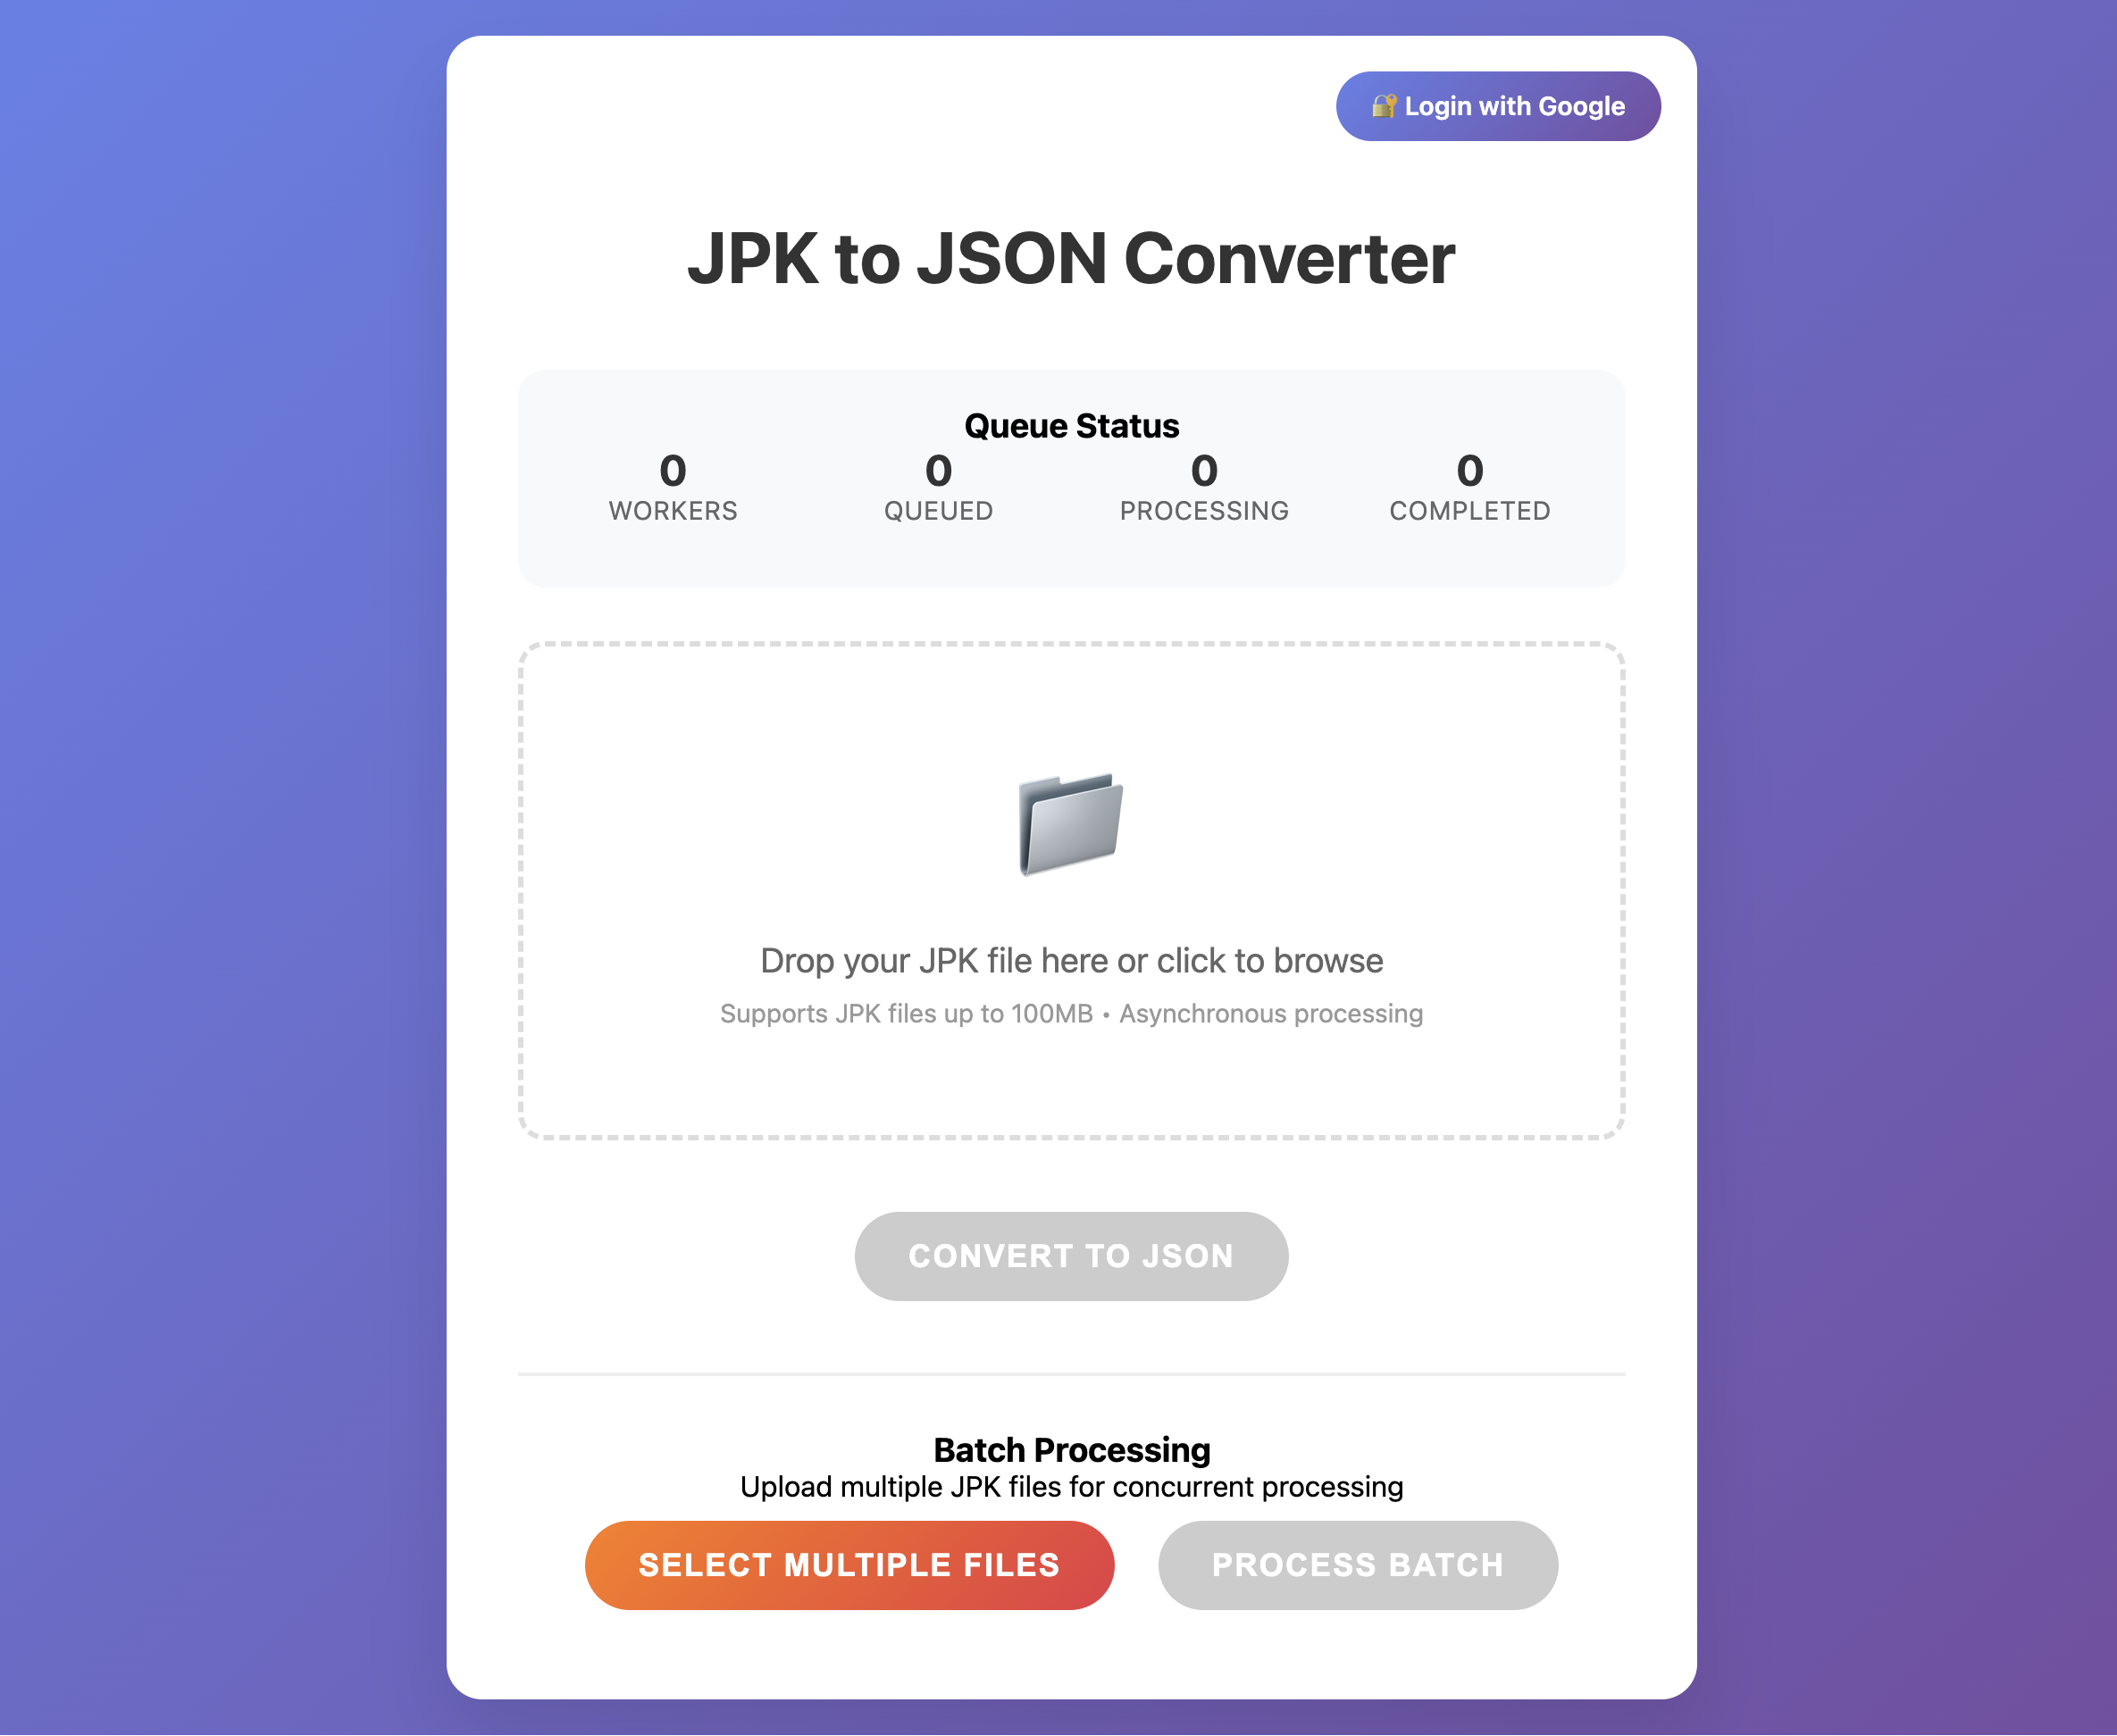 🔐 Login with Google
JPK to JSON Converter
Queue Status
0 0 0 0
WORKERS QUEUED PROCESSING COMPLETED
Drop your JPK file here or click to browse
Supports JPK files up to 100MB • Asynchronous processing
CONVERT TO JSON
Batch Processing
Upload multiple JPK files for concurrent processing
SELECT MULTIPLE FILES PROCESS BATCH